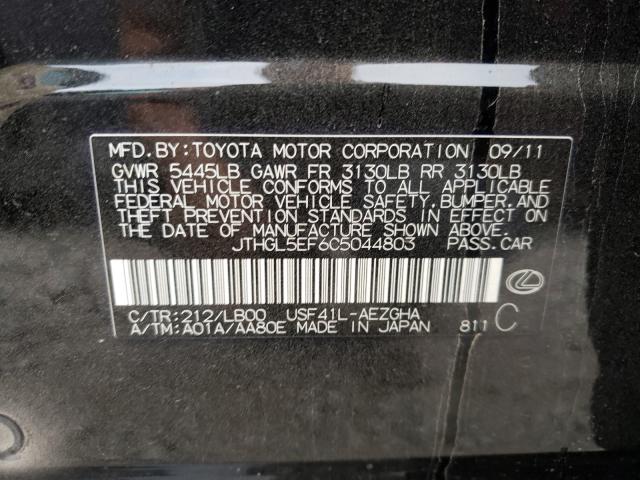 MFD.BY:TOYOTA MOTOR CORPORATION 09/11
GVWR 5445LB GAWR FR 3130LB RR 3130LB
THIS VEHICLE CONFORMS TO ALL APPLICABLE
FEDERAL MOTOR VEHICLE SAFETY,BUMPER,AND
THEFT PREVENTION STANDARDS IN EFFECT ON
THE DATE OF MANUFACTURE SHOWN ABOVE.
JTHGL5EF6C5044803 PASS.CAR
C/TR:212/LB00 USF41L-AEZGHA
A/TM:A01A/AA80E MADE IN JAPAN 811 C